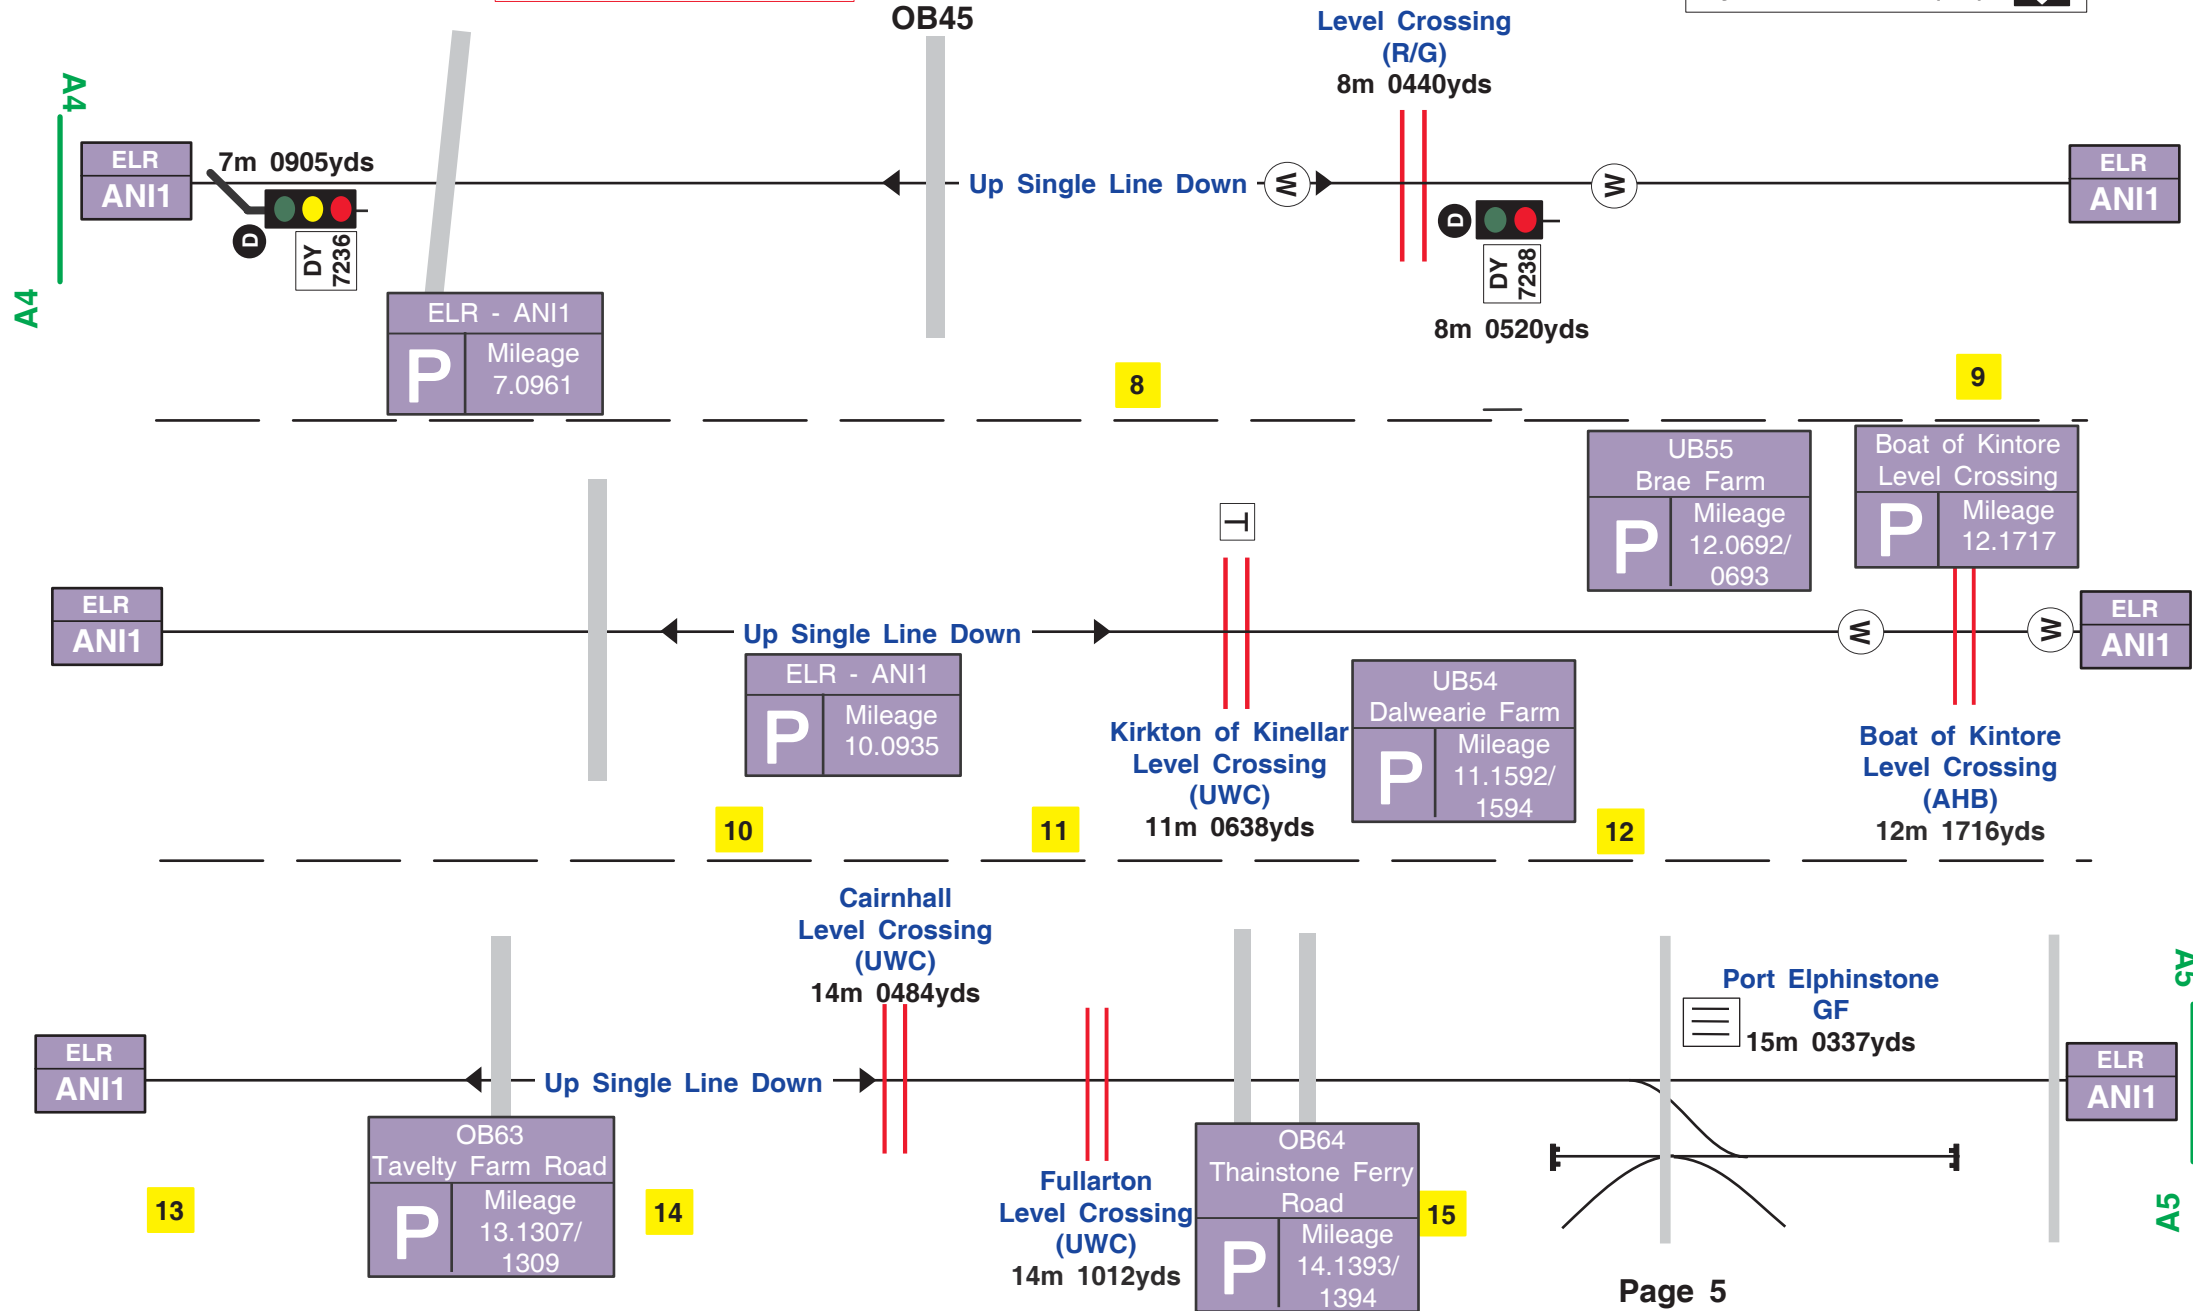 OB45
Level Crossing
(R/G)
8m 0440yds
A4
A4
ELR
ANI1
7m 0905yds
D
DY
7236
Up Single Line Down
W
D
DY
7238
8m 0520yds
W
ELR
ANI1
ELR - ANI1
P
Mileage
7.0961
8
9
UB55
Brae Farm
P
Mileage
12.0692/
0693
Boat of Kintore
Level Crossing
P
Mileage
12.1717
T
ELR
ANI1
Up Single Line Down
W
W
ELR
ANI1
ELR - ANI1
P
Mileage
10.0935
Kirkton of Kinellar
Level Crossing
(UWC)
11m 0638yds
UB54
Dalwearie Farm
P
Mileage
11.1592/
1594
Boat of Kintore
Level Crossing
(AHB)
12m 1716yds
10
11
12
Cairnhall
Level Crossing
(UWC)
14m 0484yds
Port Elphinstone
GF
15m 0337yds
A5
A5
ELR
ANI1
Up Single Line Down
ELR
ANI1
13
OB63
Tavelty Farm Road
P
Mileage
13.1307/
1309
14
Fullarton
Level Crossing
(UWC)
14m 1012yds
OB64
Thainstone Ferry
Road
P
Mileage
14.1393/
1394
15
Page 5